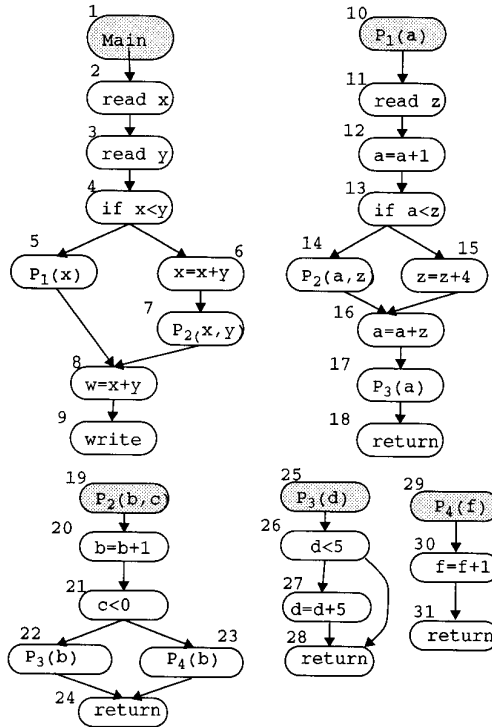 1
Main
2
read x
3
read y
4
if x<y
5
P1(x)
6
x=x+y
7
P2(x,y)
8
w=x+y
9
write
10
P1(a)
11
read z
12
a=a+1
13
if a<z
14
P2(a,z)
15
z=z+4
16
a=a+z
17
P3(a)
18
return
19
P2(b,c)
20
b=b+1
21
c<0
22
P3(b)
23
P4(b)
24
return
25
P3(d)
26
d<5
27
d=d+5
28
return
29
P4(f)
30
f=f+1
31
return